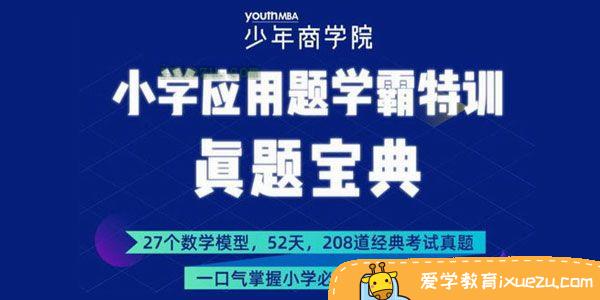 youthMBA
少年商学院
小学应用题学霸特训
眞题宝典
27个数学模型，52天，208道经典考试真题
一口气掌握小学必
爱学教育ixuezu.com